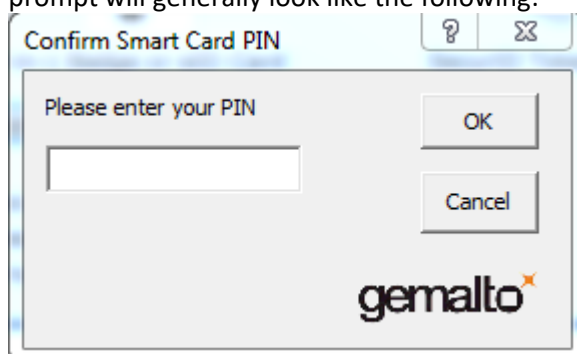 prompt will generally look like the following:
Confirm Smart Card PIN
Please enter your PIN
OK
Cancel
gemalto